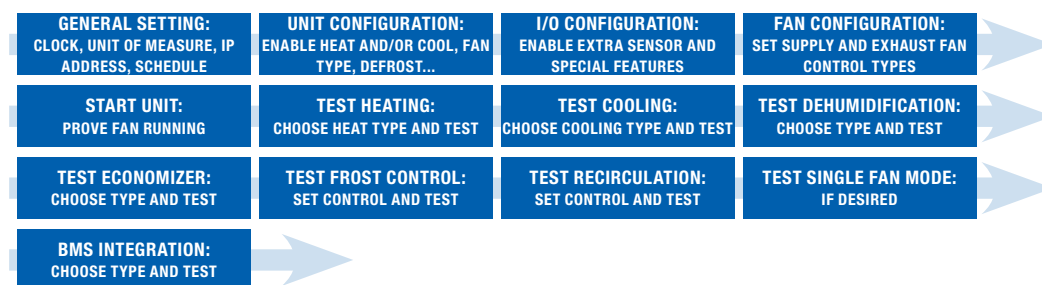 GENERAL SETTING:
CLOCK, UNIT OF MEASURE, IP
ADDRESS, SCHEDULE
UNIT CONFIGURATION:
ENABLE HEAT AND/OR COOL, FAN
TYPE, DEFROST...
I/O CONFIGURATION:
ENABLE EXTRA SENSOR AND
SPECIAL FEATURES
FAN CONFIGURATION:
SET SUPPLY AND EXHAUST FAN
CONTROL TYPES
START UNIT:
PROVE FAN RUNNING
TEST HEATING:
CHOOSE HEAT TYPE AND TEST
TEST COOLING:
CHOOSE COOLING TYPE AND TEST
TEST DEHUMIDIFICATION:
CHOOSE TYPE AND TEST
TEST ECONOMIZER:
CHOOSE TYPE AND TEST
TEST FROST CONTROL:
SET CONTROL AND TEST
TEST RECIRCULATION:
SET CONTROL AND TEST
TEST SINGLE FAN MODE:
IF DESIRED
BMS INTEGRATION:
CHOOSE TYPE AND TEST